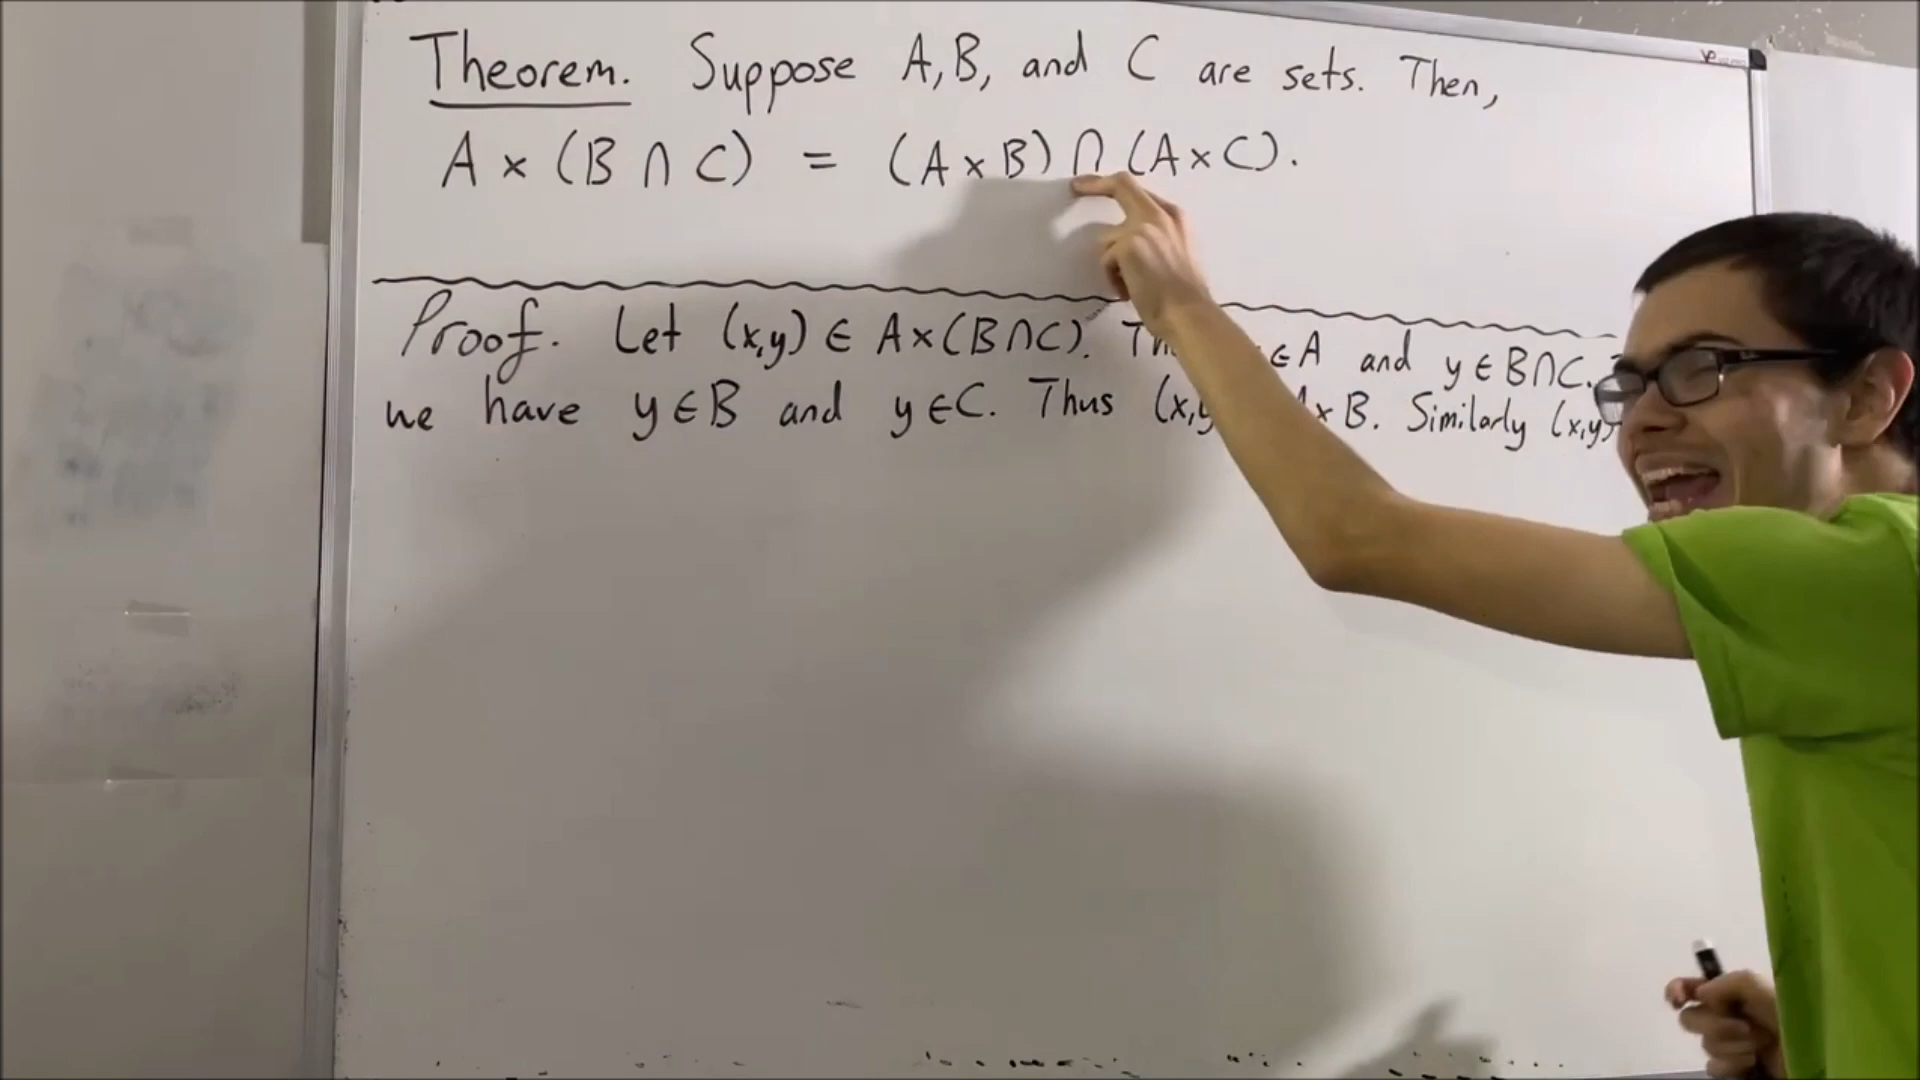 Theorem. Suppose A, B, and C are sets. Then,
A × (B ∩ C) = (A × B) ∩ (A × C).
Proof. Let (x,y) ∈ A×(B∩C). ∈ A and y ∈ B∩C.
we have y ∈ B and y ∈ C. Thus (x,y × B. Similarly (x,y)